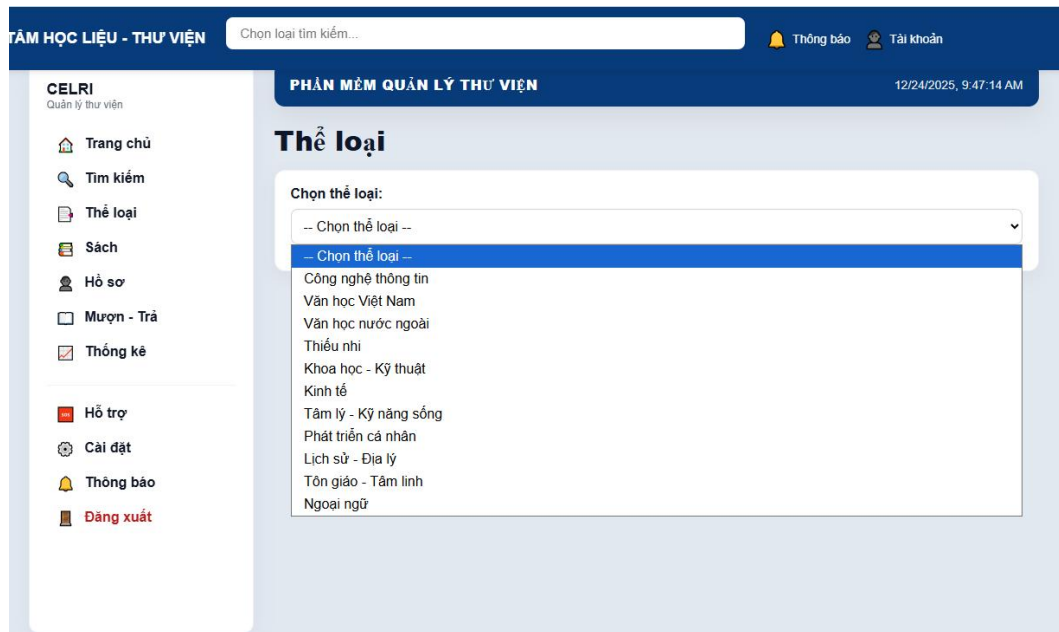 TÂM HỌC LIỆU - THƯ VIỆN
Chọn loại tìm kiếm...
Thông báo
Tài khoản
CELRI
Quản lý thư viện
Trang chủ
Tìm kiếm
Thể loại
Sách
Hồ sơ
Mượn - Trả
Thống kê
Hỗ trợ
Cài đặt
Thông báo
Đăng xuất
PHẦN MỀM QUẢN LÝ THƯ VIỆN
12/24/2025, 9:47:14 AM
Thể loại
Chọn thể loại:
-- Chọn thể loại --
-- Chọn thể loại --
Công nghệ thông tin
Văn học Việt Nam
Văn học nước ngoài
Thiếu nhi
Khoa học - Kỹ thuật
Kinh tế
Tâm lý - Kỹ năng sống
Phát triển cá nhân
Lịch sử - Địa lý
Tôn giáo - Tâm linh
Ngoại ngữ